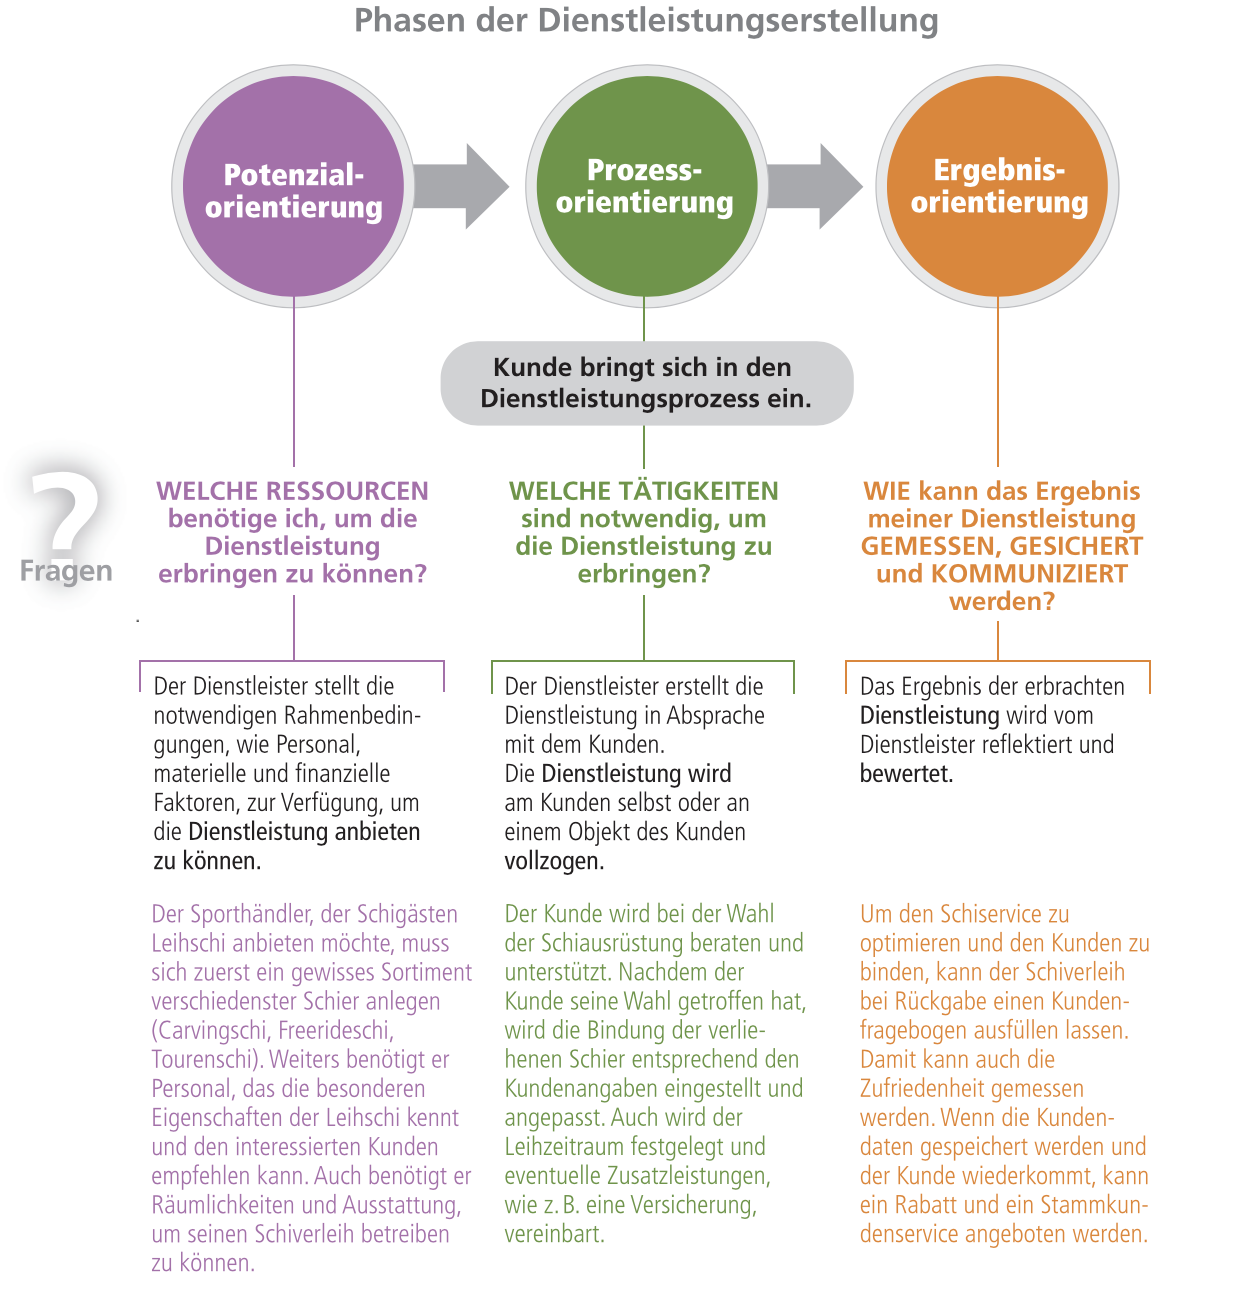 Phasen der Dienstleistungserstellung
Potenzial-
orientierung
Prozess-
orientierung
Ergebnis-
orientierung
Kunde bringt sich in den
Dienstleistungsprozess ein.
?
Fragen
WELCHE RESSOURCEN
benötige ich, um die
Dienstleistung
erbringen zu können?
WELCHE TÄTIGKEITEN
sind notwendig, um
die Dienstleistung zu
erbringen?
WIE kann das Ergebnis
meiner Dienstleistung
GEMESSEN, GESICHERT
und KOMMUNIZIERT
werden?
Der Dienstleister stellt die
notwendigen Rahmenbedin-
gungen, wie Personal,
materielle und finanzielle
Faktoren, zur Verfügung, um
die Dienstleistung anbieten
zu können.
Der Dienstleister erstellt die
Dienstleistung in Absprache
mit dem Kunden.
Die Dienstleistung wird
am Kunden selbst oder an
einem Objekt des Kunden
vollzogen.
Das Ergebnis der erbrachten
Dienstleistung wird vom
Dienstleister reflektiert und
bewertet.
Der Sporthändler, der Schigästen
Leihschi anbieten möchte, muss
sich zuerst ein gewisses Sortiment
verschiedenster Schier anlegen
(Carvingschi, Freerideschi,
Tourenschi). Weiters benötigt er
Personal, das die besonderen
Eigenschaften der Leihschi kennt
und den interessierten Kunden
empfehlen kann. Auch benötigt er
Räumlichkeiten und Ausstattung,
um seinen Schiverleih betreiben
zu können.
Der Kunde wird bei der Wahl
der Schiausrüstung beraten und
unterstützt. Nachdem der
Kunde seine Wahl getroffen hat,
wird die Bindung der verlie-
henen Schier entsprechend den
Kundenangaben eingestellt und
angepasst. Auch wird der
Leihzeitraum festgelegt und
eventuelle Zusatzleistungen,
wie z. B. eine Versicherung,
vereinbart.
Um den Schiservice zu
optimieren und den Kunden zu
binden, kann der Schiverleih
bei Rückgabe einen Kunden-
fragebogen ausfüllen lassen.
Damit kann auch die
Zufriedenheit gemessen
werden. Wenn die Kunden-
daten gespeichert werden und
der Kunde wiederkommt, kann
ein Rabatt und ein Stammkun-
denservice angeboten werden.